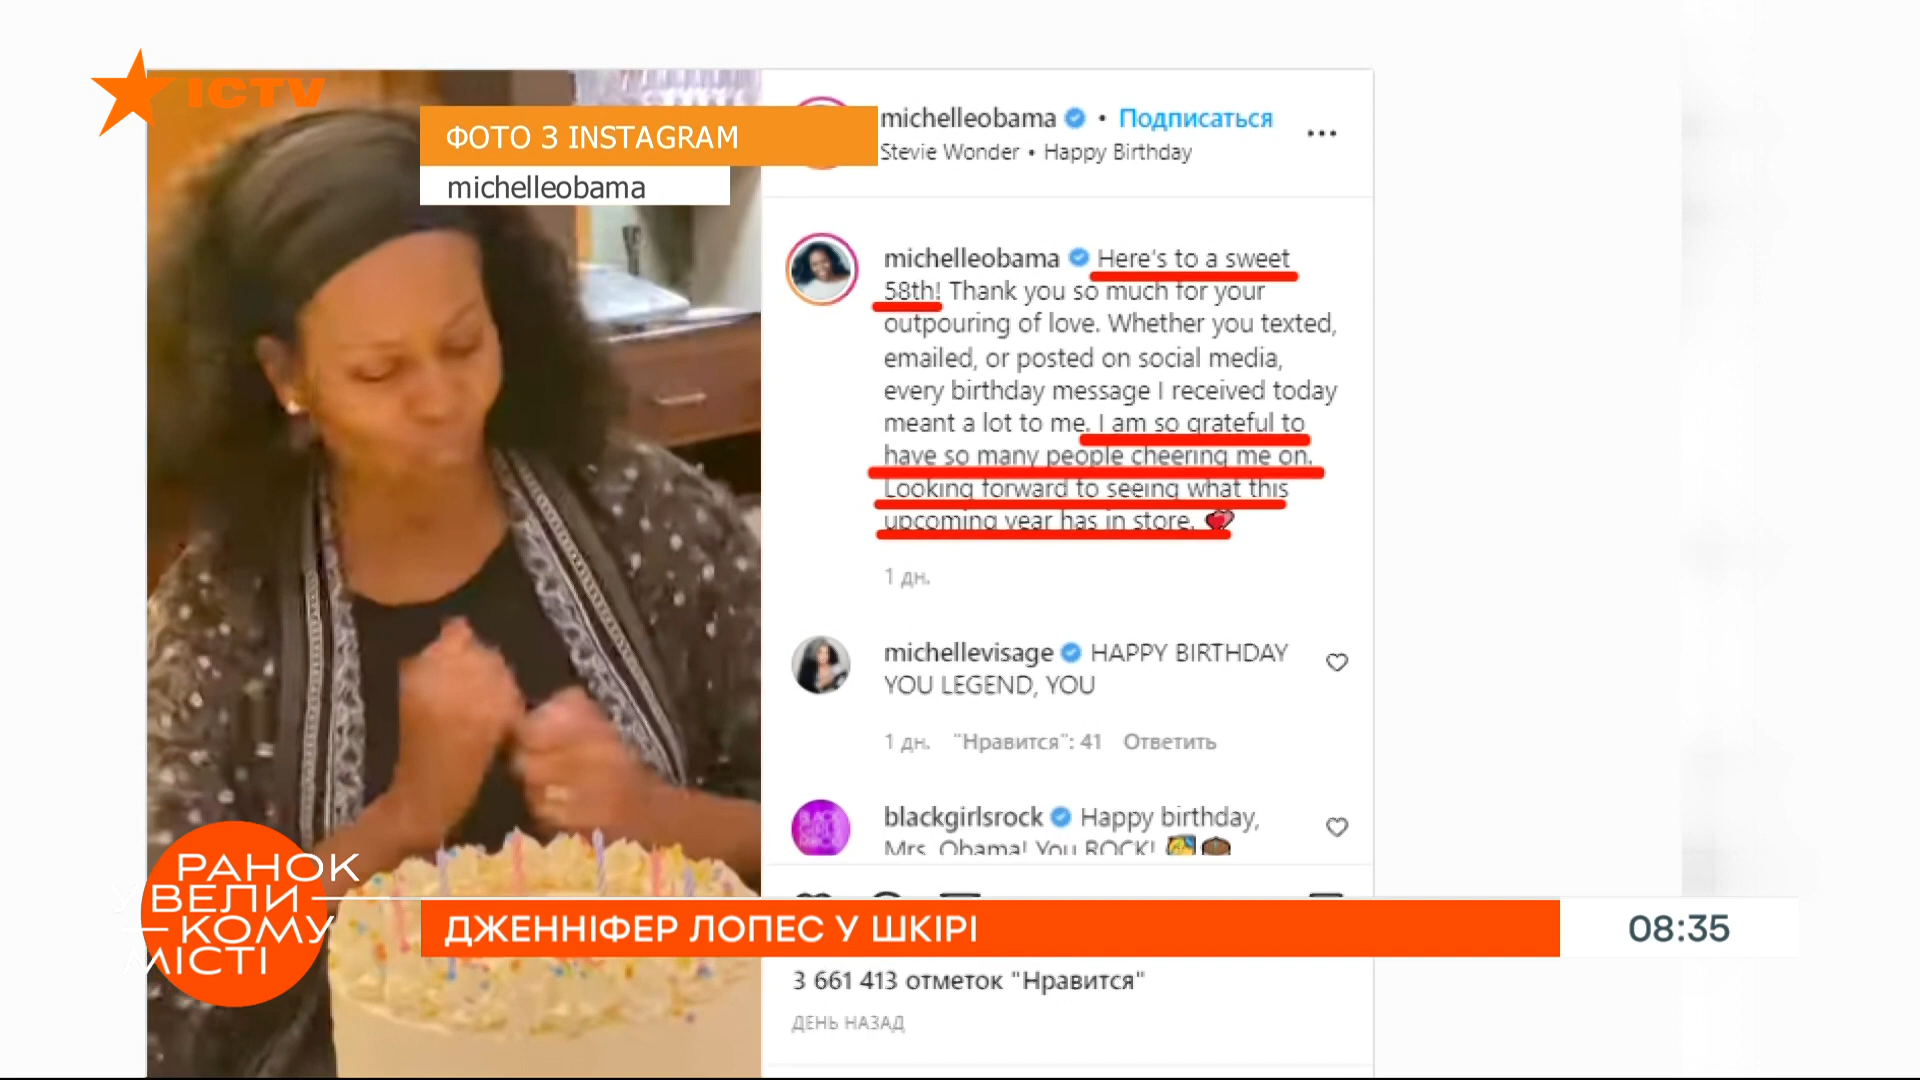 ICTV
ФОТО З INSTAGRAM
michelleobama
michelleobama • Подписаться
Stevie Wonder • Happy Birthday
michelleobama Here's to a sweet
58th! Thank you so much for your
outpouring of love. Whether you texted,
emailed, or posted on social media,
every birthday message I received today
meant a lot to me. I am so grateful to
have so many people cheering me on.
Looking forward to seeing what this
upcoming year has in store. 💕
1 дн.
michellevisage HAPPY BIRTHDAY
YOU LEGEND, YOU
1 дн. "Нравится": 41 Ответить
BLACK
GIRLS
ROCK
blackgirlsrock Happy birthday,
Mrs. Obama! You ROCK!
РАНОК
У ВЕЛИ
КОМУ
МІСТІ
ДЖЕННІФЕР ЛОПЕС У ШКІРІ
08:35
3 661 413 отметок "Нравится"
ДЕНЬ НАЗАД